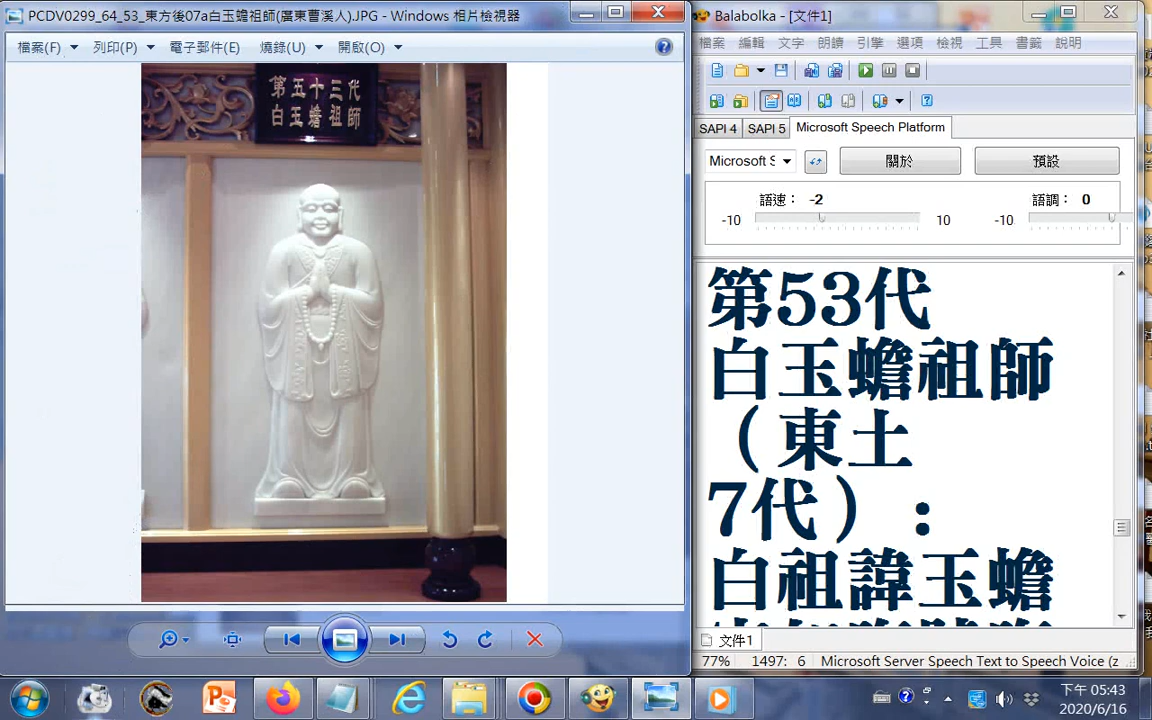 PCDV0299_64_53_東方後07a白玉蟾祖師(廣東曹溪人).JPG - Windows 相片檢視器
檔案(F) 列印(P) 電子郵件(E) 燒錄(U) 開啟(O)
第五十三代
白玉蟾祖師
Balabolka - [文件1]
檔案 編輯 文字 朗讀 引擎 選項 檢視 工具 書籤 說明
SAPI 4 SAPI 5 Microsoft Speech Platform
Microsoft S 關於 預設
語速： -2 語調： 0
-10 10 -10
第53代
白玉蟾祖師
（東土
7代）：
白祖諱玉蟾
文件1
77% 1497: 6 Microsoft Server Speech Text to Speech Voice (z
下午 05:43
2020/6/16